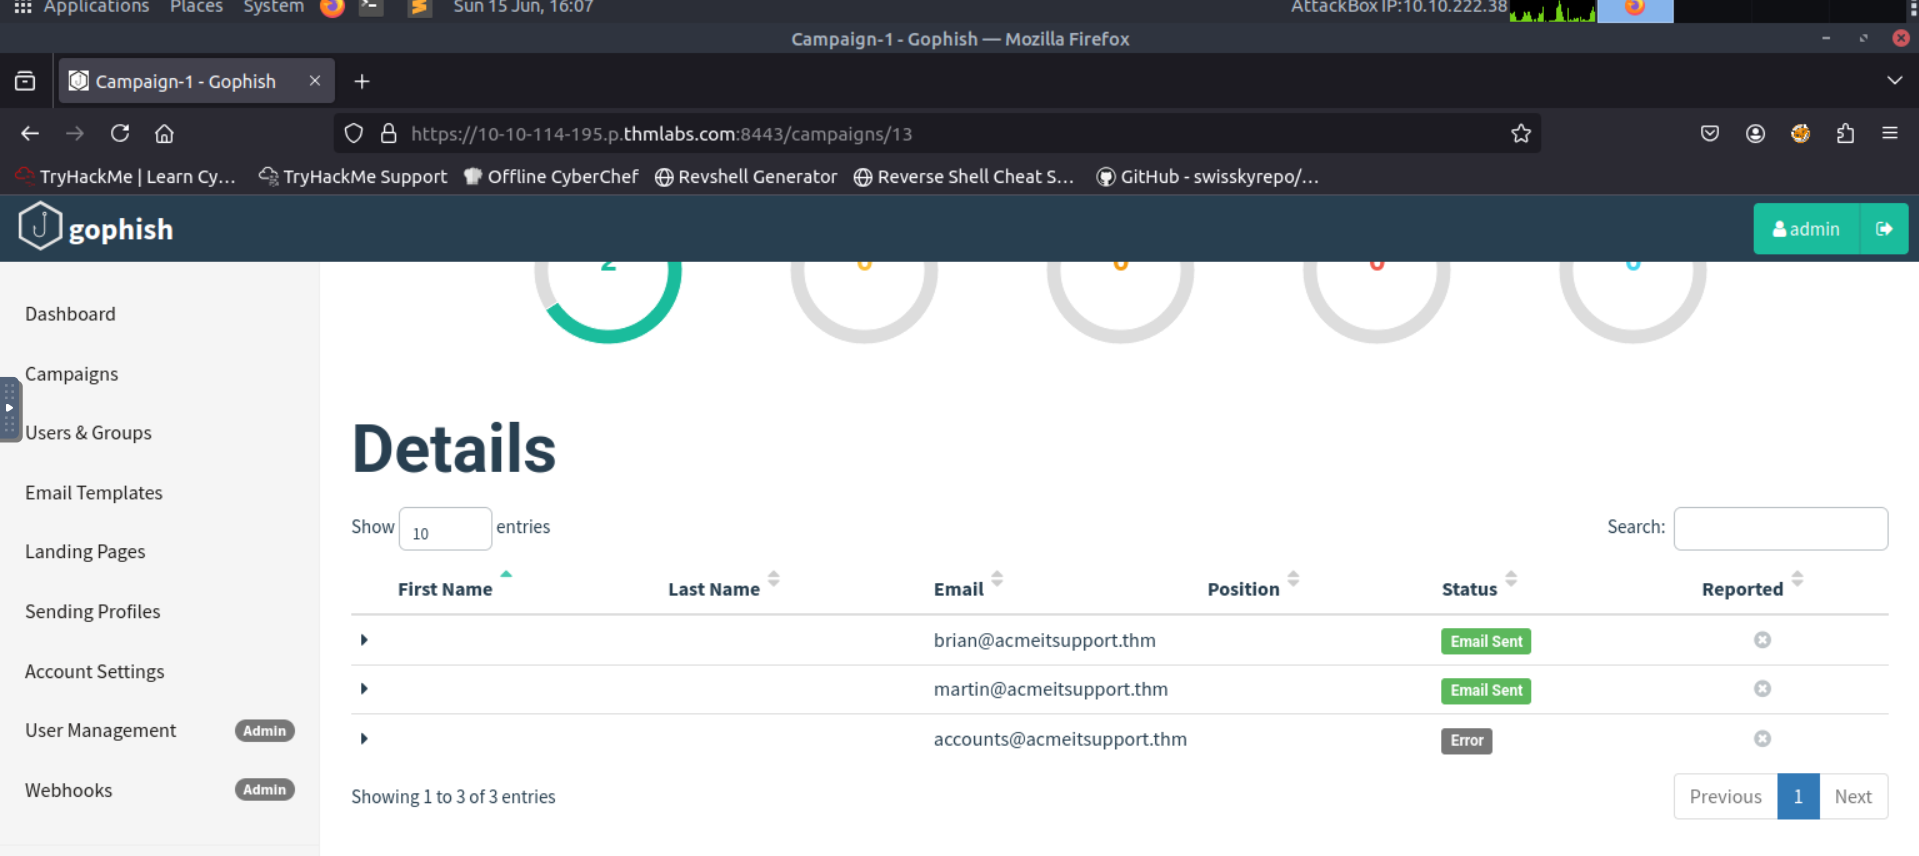 Applications Places System Sun 15 Jun, 16:07 AttackBox IP:10.10.222.38
Campaign-1 - Gophish — Mozilla Firefox
Campaign-1 - Gophish
https://10-10-114-195.p.thmlabs.com:8443/campaigns/13
TryHackMe | Learn Cy... TryHackMe Support Offline CyberChef Revshell Generator Reverse Shell Cheat S... GitHub - swisskyrepo/...
gophish admin
2 0 0 0 0
Dashboard
Campaigns
Users & Groups
Email Templates
Landing Pages
Sending Profiles
Account Settings
User Management Admin
Webhooks Admin
Details
Show 10 entries Search:
First Name Last Name Email Position Status Reported
brian@acmeitsupport.thm Email Sent
martin@acmeitsupport.thm Email Sent
accounts@acmeitsupport.thm Error
Showing 1 to 3 of 3 entries Previous 1 Next